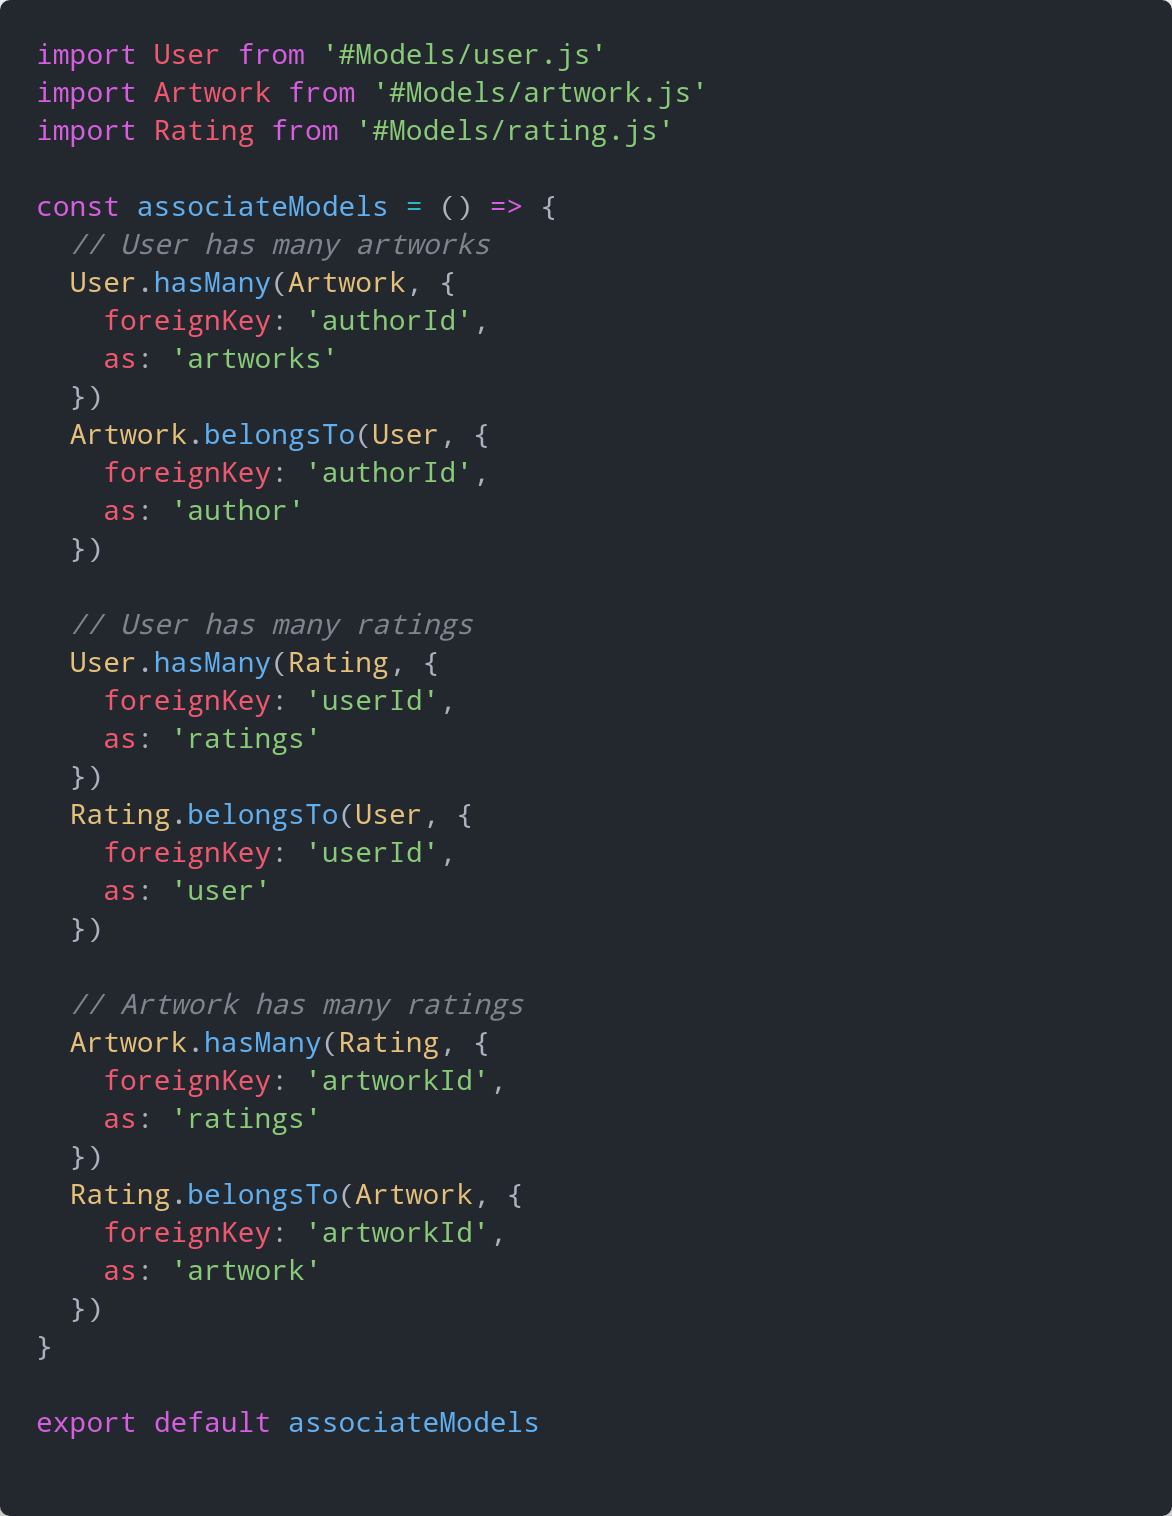 import User from '#Models/user.js'
import Artwork from '#Models/artwork.js'
import Rating from '#Models/rating.js'

const associateModels = () => {
  // User has many artworks
  User.hasMany(Artwork, {
    foreignKey: 'authorId',
    as: 'artworks'
  })
  Artwork.belongsTo(User, {
    foreignKey: 'authorId',
    as: 'author'
  })

  // User has many ratings
  User.hasMany(Rating, {
    foreignKey: 'userId',
    as: 'ratings'
  })
  Rating.belongsTo(User, {
    foreignKey: 'userId',
    as: 'user'
  })

  // Artwork has many ratings
  Artwork.hasMany(Rating, {
    foreignKey: 'artworkId',
    as: 'ratings'
  })
  Rating.belongsTo(Artwork, {
    foreignKey: 'artworkId',
    as: 'artwork'
  })
}

export default associateModels